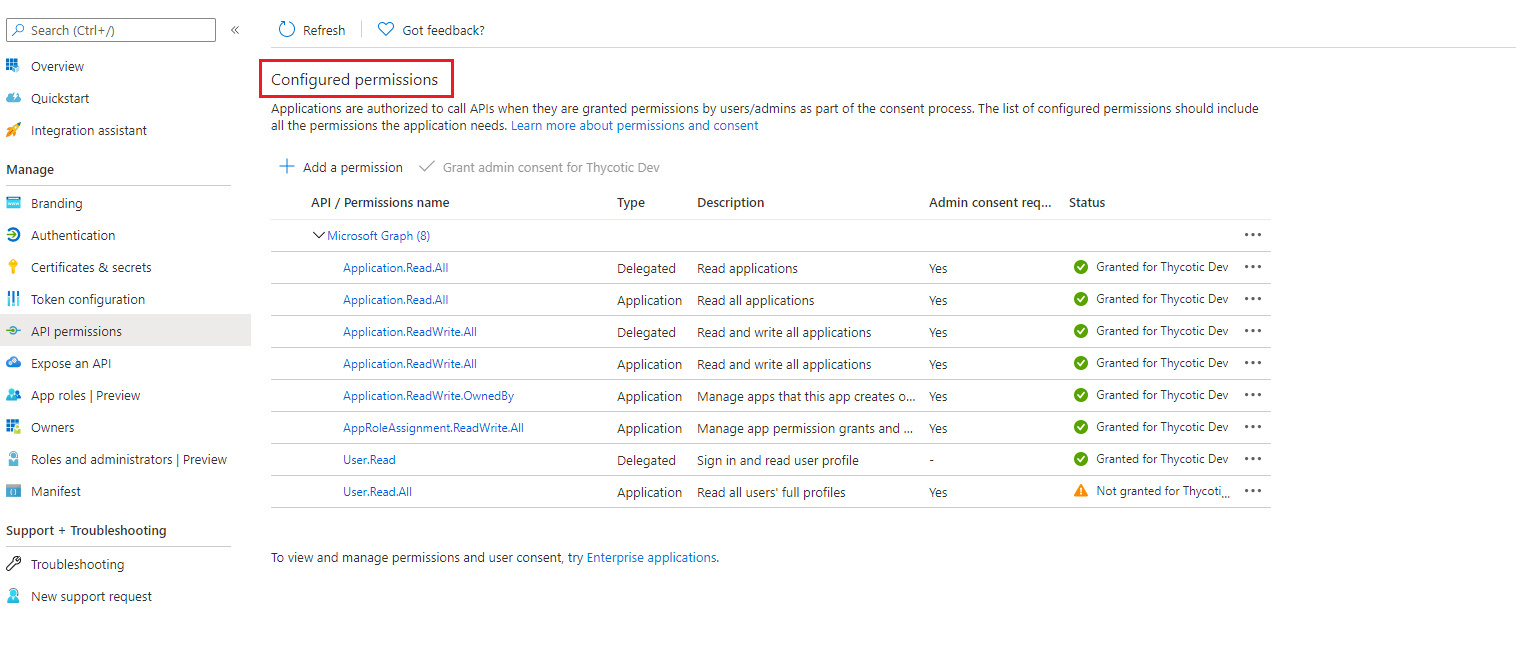 Search (Ctrl+/)
«
Refresh
Got feedback?
Overview
Quickstart
Integration assistant
Manage
Branding
Authentication
Certificates & secrets
Token configuration
API permissions
Expose an API
App roles | Preview
Owners
Roles and administrators | Preview
Manifest
Support + Troubleshooting
Troubleshooting
New support request
Configured permissions
Applications are authorized to call APIs when they are granted permissions by users/admins as part of the consent process. The list of configured permissions should include
all the permissions the application needs. Learn more about permissions and consent
Add a permission Grant admin consent for Thycotic Dev
API / Permissions name Type Description Admin consent req... Status
Microsoft Graph (8) ...
Application.Read.All Delegated Read applications Yes Granted for Thycotic Dev ...
Application.Read.All Application Read all applications Yes Granted for Thycotic Dev ...
Application.ReadWrite.All Delegated Read and write all applications Yes Granted for Thycotic Dev ...
Application.ReadWrite.All Application Read and write all applications Yes Granted for Thycotic Dev ...
Application.ReadWrite.OwnedBy Application Manage apps that this app creates o... Yes Granted for Thycotic Dev ...
AppRoleAssignment.ReadWrite.All Application Manage app permission grants and ... Yes Granted for Thycotic Dev ...
User.Read Delegated Sign in and read user profile - Granted for Thycotic Dev ...
User.Read.All Application Read all users' full profiles Yes Not granted for Thycoti... ...
To view and manage permissions and user consent, try Enterprise applications.